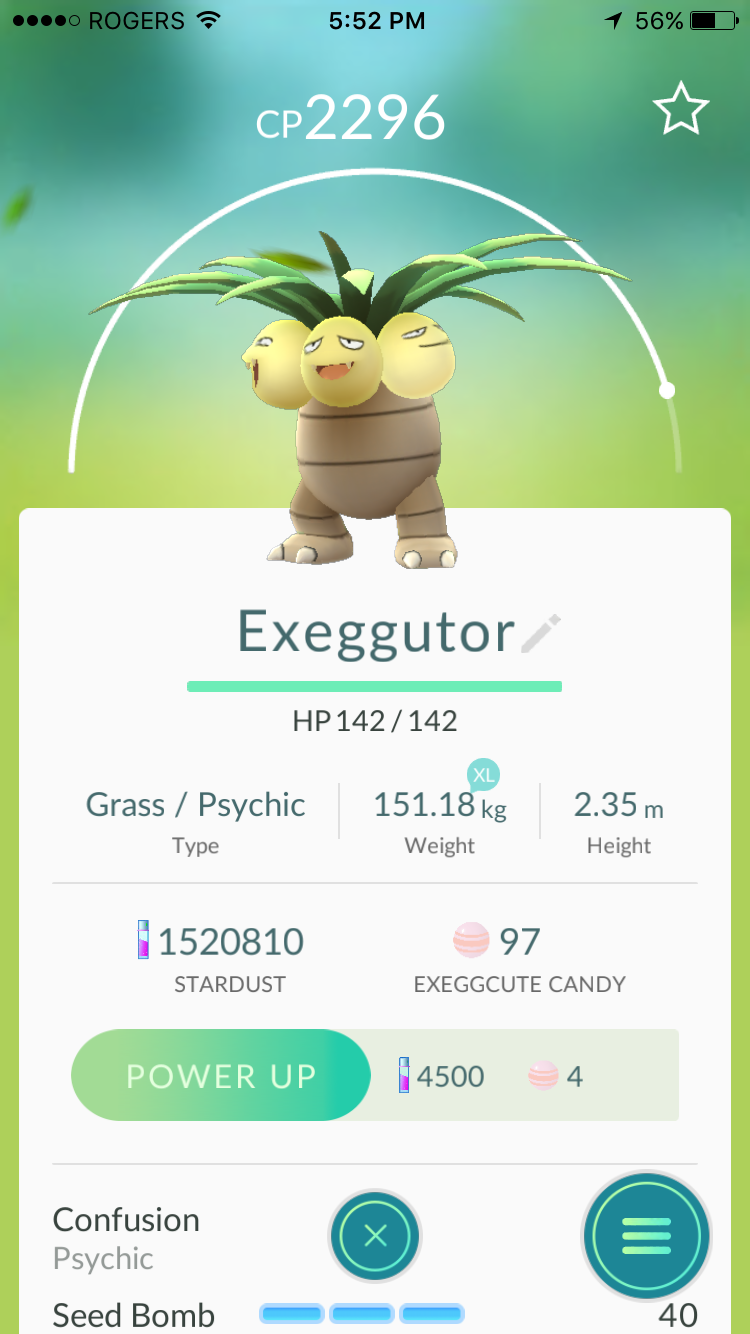 ROGERS 5:52 PM 56%
CP2296
Exeggutor
HP 142 / 142
XL
Grass / Psychic 151.18 kg 2.35 m
Type Weight Height
1520810 97
STARDUST EXEGGCUTE CANDY
POWER UP 4500 4
Confusion
Psychic
Seed Bomb 40